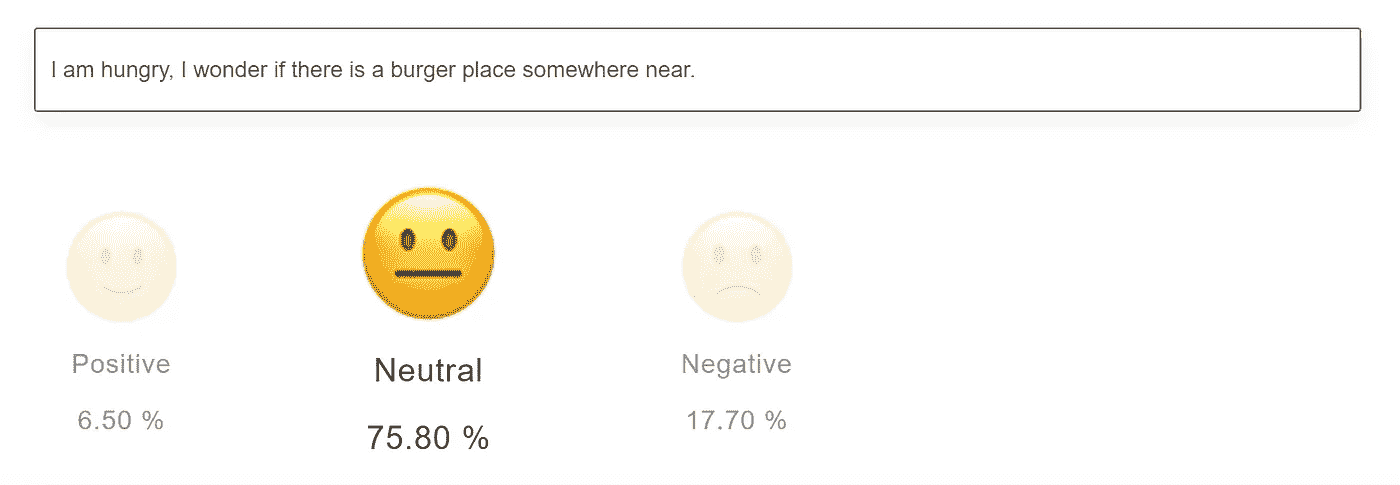 I am hungry, I wonder if there is a burger place somewhere near.
Positive
Neutral
Negative
6.50 %
75.80 %
17.70 %